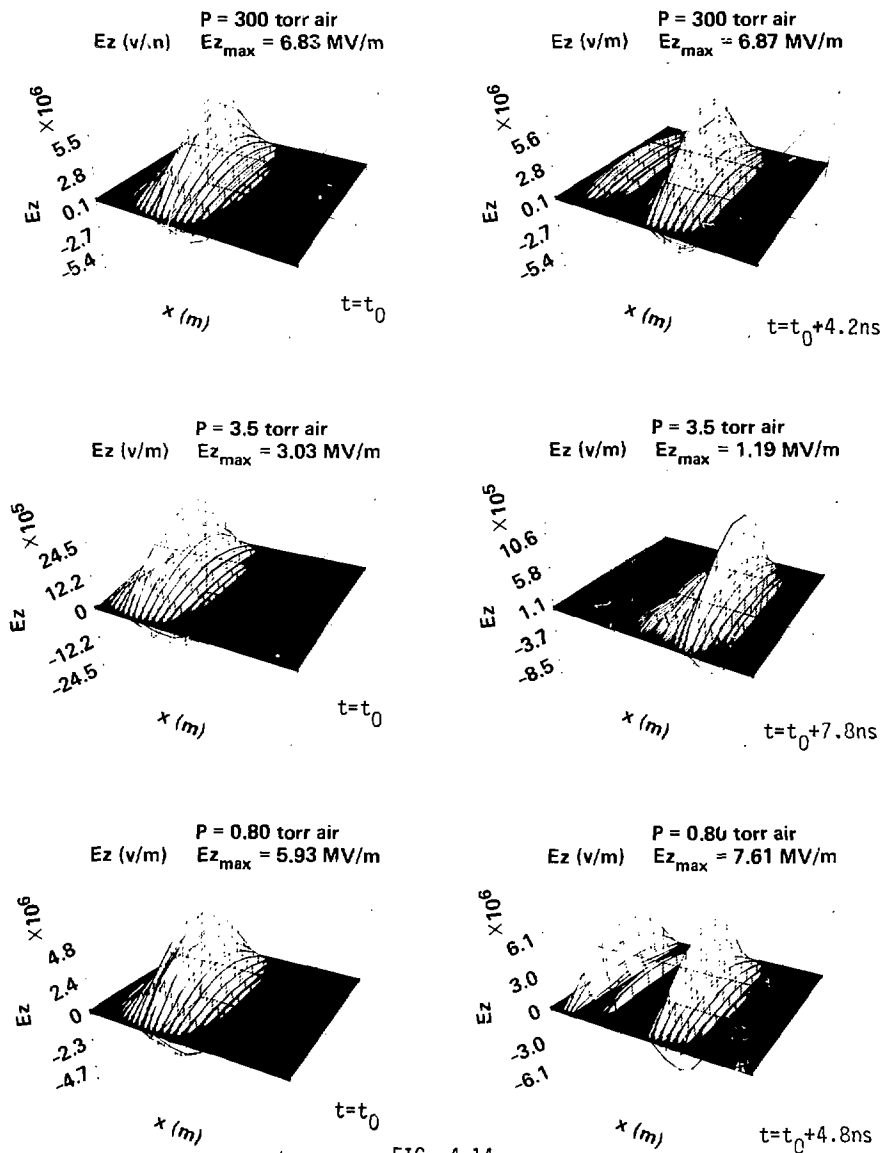 P = 300 torr air
Ez (v/.n) Ez_max = 6.83 MV/m
×10^6
5.5
2.8
0.1
-2.7
-5.4
Ez
x (m)
t=t_0
P = 300 torr air
Ez (v/m) Ez_max = 6.87 MV/m
×10^6
5.6
2.8
0.1
-2.7
-5.4
Ez
x (m)
t=t_0+4.2ns
P = 3.5 torr air
Ez (v/m) Ez_max = 3.03 MV/m
×10^5
24.5
12.2
0
-12.2
-24.5
Ez
x (m)
t=t_0
P = 3.5 torr air
Ez (v/m) Ez_max = 1.19 MV/m
×10^5
10.6
5.8
1.1
-3.7
-8.5
Ez
x (m)
t=t_0+7.8ns
P = 0.80 torr air
Ez (v/m) Ez_max = 5.93 MV/m
×10^6
4.8
2.4
0
-2.3
-4.7
Ez
x (m)
t=t_0
P = 0.80 torr air
Ez (v/m) Ez_max = 7.61 MV/m
×10^6
6.1
3.0
0
-3.0
-6.1
Ez
x (m)
t=t_0+4.8ns
FIG. 4.14